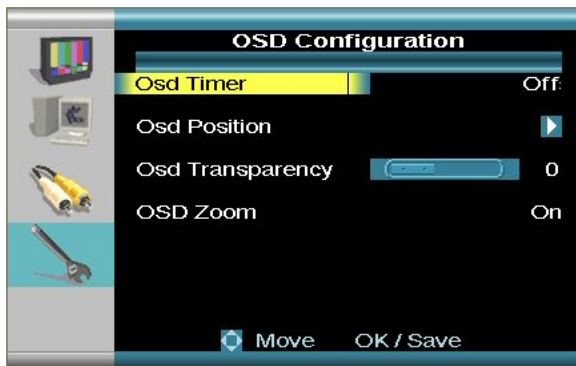 OSD Configuration
Osd Timer Off
Osd Position
Osd Transparency 0
OSD Zoom On
Move OK / Save